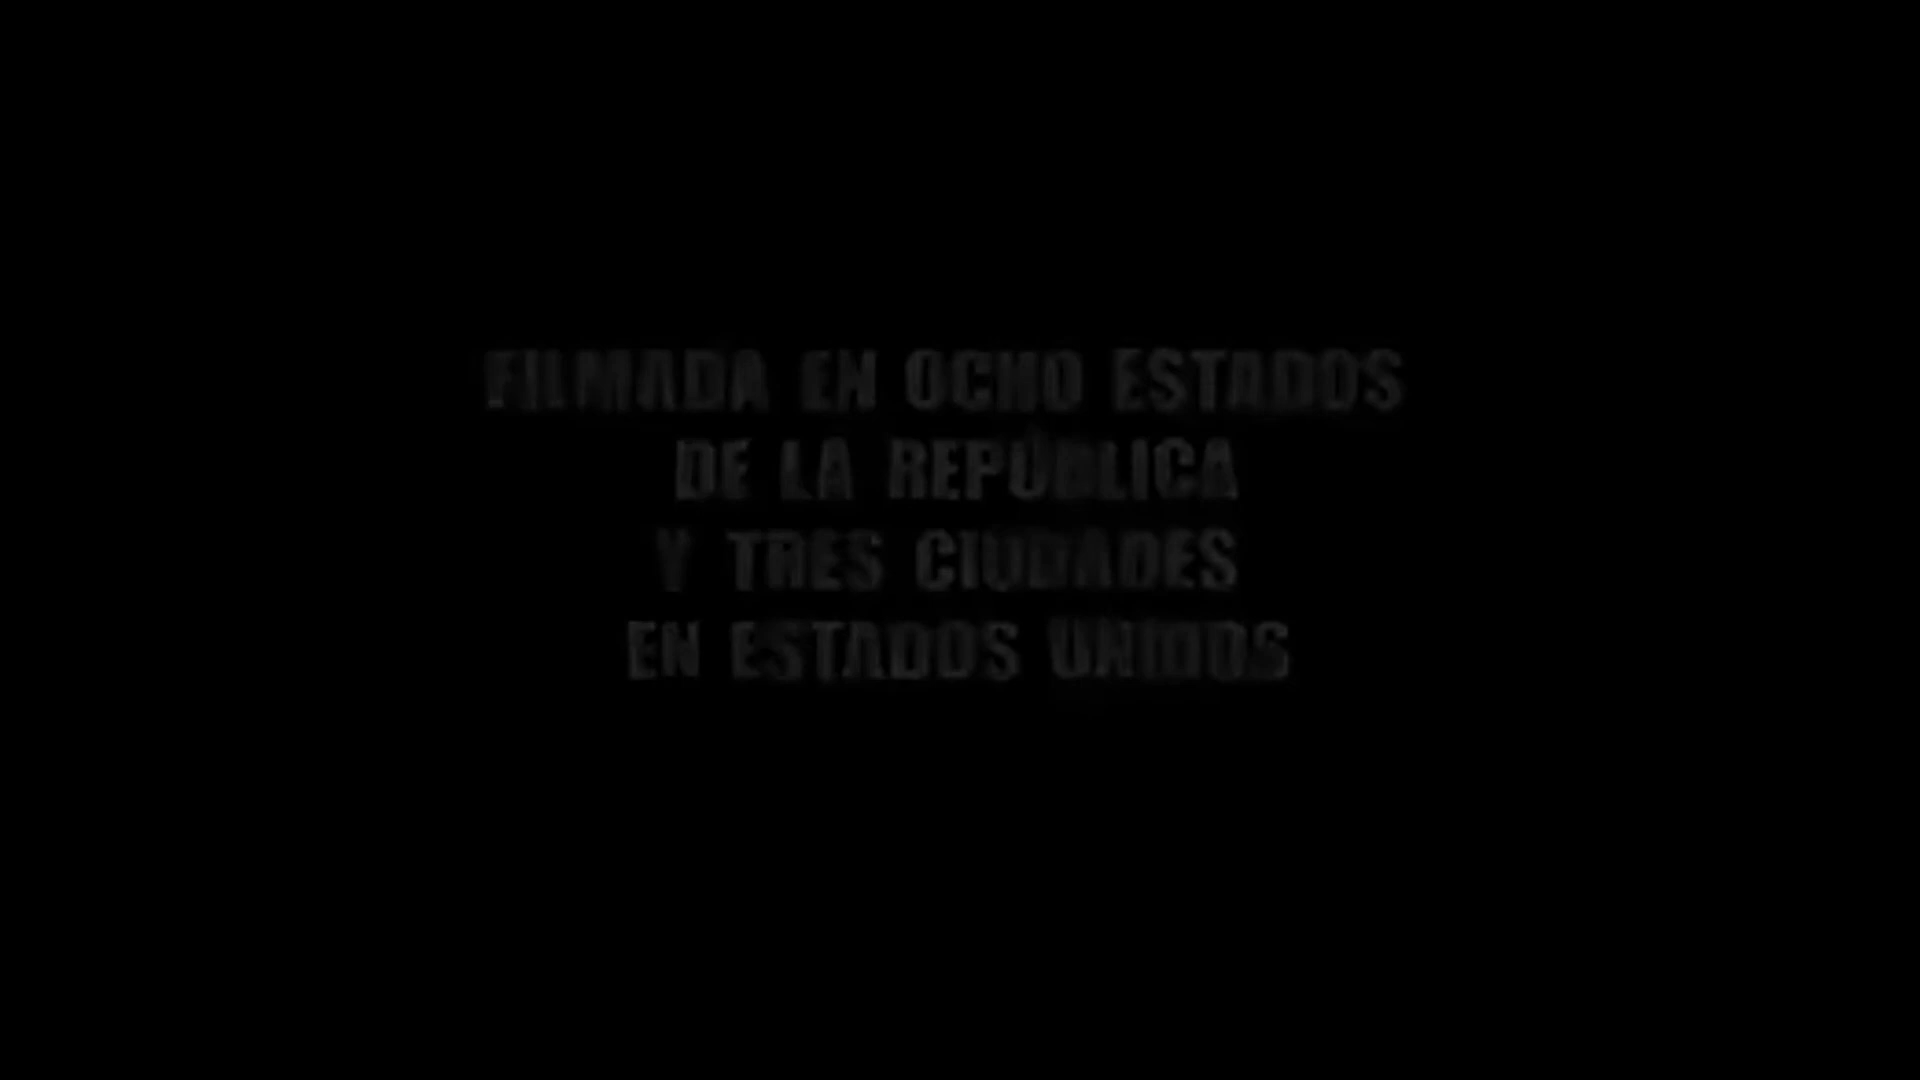 FILMADA EN OCHO ESTADOS
DE LA REPÚBLICA
Y TRES CIUDADES
EN ESTADOS UNIDOS